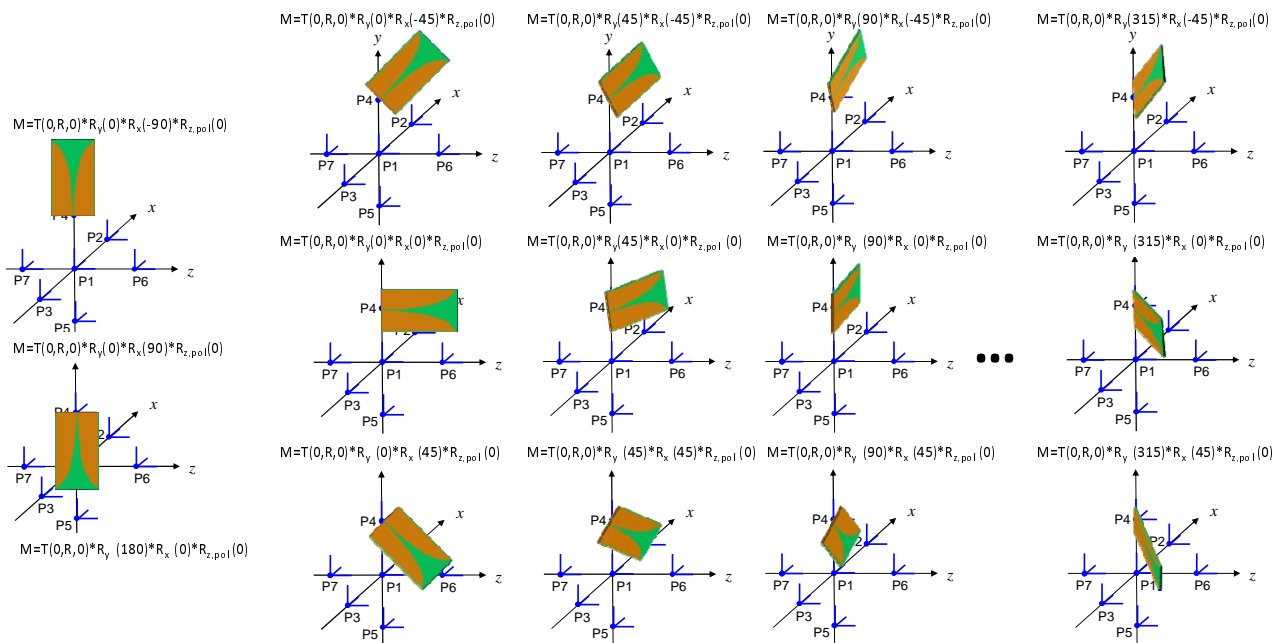 M=T(0,R,0)*Ry(0)*Rx(-45)*Rz,pol(0)
M=T(0,R,0)*Ry(45)*Rx(-45)*Rz,pol(0)
M=T(0,R,0)*Ry(90)*Rx(-45)*Rz,pol(0)
M=T(0,R,0)*Ry(315)*Rx(-45)*Rz,pol(0)
y
x
z
P4
P2
P7
P1
P6
P3
P5
y
x
z
P4
P2
P7
P1
P6
P3
P5
y
x
z
P4
P2
P7
P1
P6
P3
P5
y
x
z
P4
P2
P7
P1
P6
P3
P5
M=T(0,R,0)*Ry(0)*Rx(-90)*Rz,pol(0)
P4
x
P2
z
P7
P1
P6
P3
P5
M=T(0,R,0)*Ry(0)*Rx(0)*Rz,pol(0)
M=T(0,R,0)*Ry(45)*Rx(0)*Rz,pol (0)
M=T(0,R,0)*Ry (90)*Rx (0)*Rz,pol (0)
M=T(0,R,0)*Ry (315)*Rx (0)*Rz,pol(0)
P4
x
P2
z
P7
P1
P6
P3
P5
P4
x
P2
z
P7
P1
P6
P3
P5
P4
x
P2
z
P7
P1
P6
P3
P5
•••
P4
x
P2
z
P7
P1
P6
P3
P5
M=T(0,R,0)*Ry(0)*Rx(90)*Rz,pol(0)
P4
x
2
z
P7
P6
P3
P5
M=T(0,R,0)*Ry (180)*Rx (0)*Rz,pol(0)
M=T(0,R,0)*Ry (0)*Rx (45)*Rz,pol(0)
M=T(0,R,0)*Ry (45)*Rx (45)*Rz,pol (0)
M=T(0,R,0)*Ry (90)*Rx (45)*Rz,pol (0)
M=T(0,R,0)*Ry (315)*Rx (45)*Rz,pol(0)
P4
x
z
P7
P1
P6
P3
P5
P4
x
P2
z
P7
P1
P6
P3
P5
P4
x
P2
z
P7
P1
P6
P3
P5
P4
x
P2
z
P7
P1
P6
P3
P5